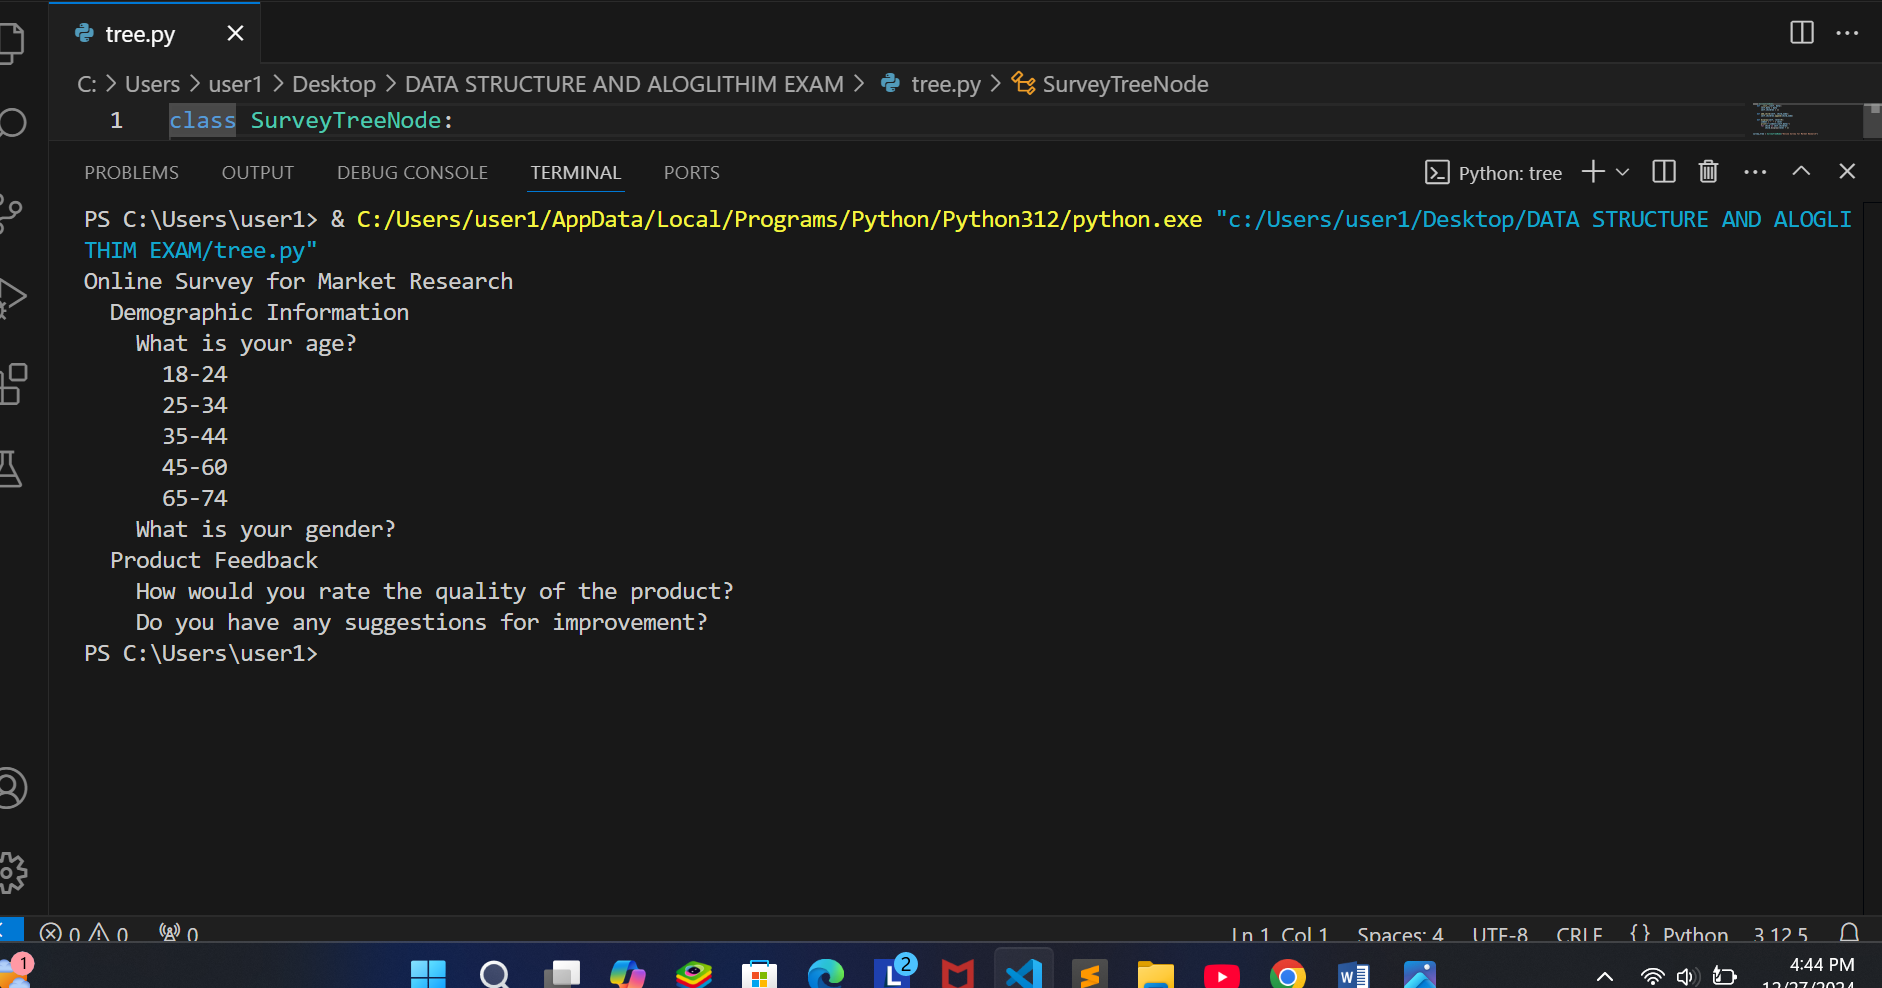 tree.py
C: > Users > user1 > Desktop > DATA STRUCTURE AND ALOGLITHIM EXAM > tree.py > SurveyTreeNode
1 class SurveyTreeNode:
PROBLEMS OUTPUT DEBUG CONSOLE TERMINAL PORTS Python: tree
PS C:\Users\user1> & C:/Users/user1/AppData/Local/Programs/Python/Python312/python.exe "c:/Users/user1/Desktop/DATA STRUCTURE AND ALOGLI
THIM EXAM/tree.py"
Online Survey for Market Research
Demographic Information
What is your age?
18-24
25-34
35-44
45-60
65-74
What is your gender?
Product Feedback
How would you rate the quality of the product?
Do you have any suggestions for improvement?
PS C:\Users\user1>
0 0 0 Ln 1, Col 1 Spaces: 4 UTF-8 CRLF {} Python 3.12.5
1 L 2 W 4:44 PM
12/27/2024